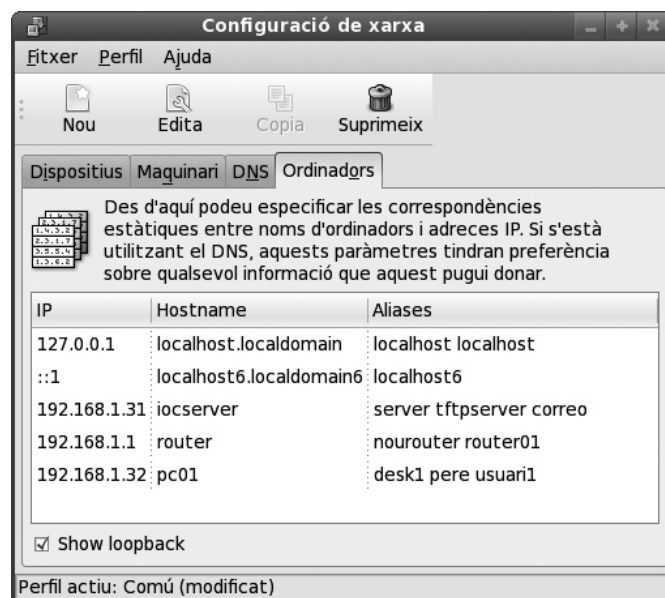 Configuració de xarxa
Fitxer Perfil Ajuda
Nou Edita Copia Suprimeix
Dispositius Maquinari DNS Ordinadors
Des d'aquí podeu especificar les correspondències
estàtiques entre noms d'ordinadors i adreces IP. Si s'està
utilitzant el DNS, aquests paràmetres tindran preferència
sobre qualsevol informació que aquest pugui donar.
IP Hostname Aliases
127.0.0.1 localhost.localdomain localhost localhost
::1 localhost6.localdomain6 localhost6
192.168.1.31 iocserver server tftpserver correo
192.168.1.1 router nourouter router01
192.168.1.32 pc01 desk1 pere usuari1
Show loopback
Perfil actiu: Comú (modificat)